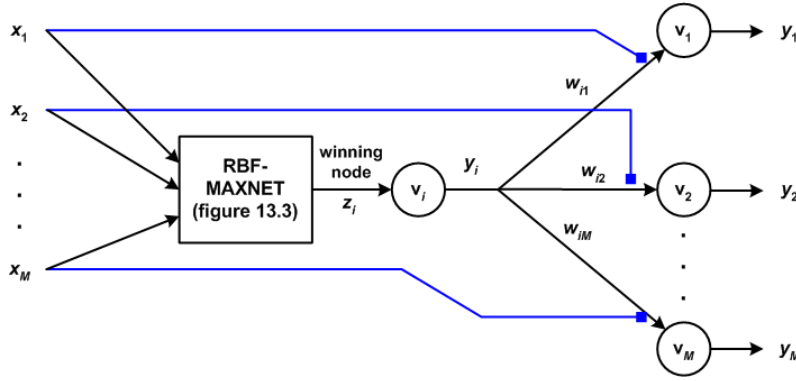 x1
v1
y1
wi1
x2
RBF-
MAXNET
(figure 13.3)
winning
node
zi
vi
yi
wi2
v2
y2
wiM
xM
vM
yM